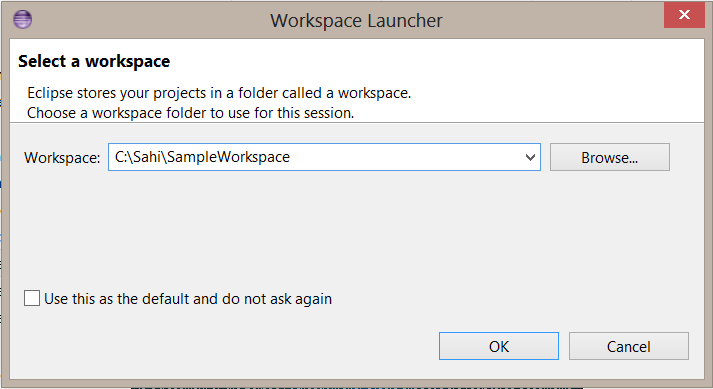 Workspace Launcher
Select a workspace
Eclipse stores your projects in a folder called a workspace.
Choose a workspace folder to use for this session.
Workspace: C:\Sahi\SampleWorkspace Browse...
Use this as the default and do not ask again
OK Cancel